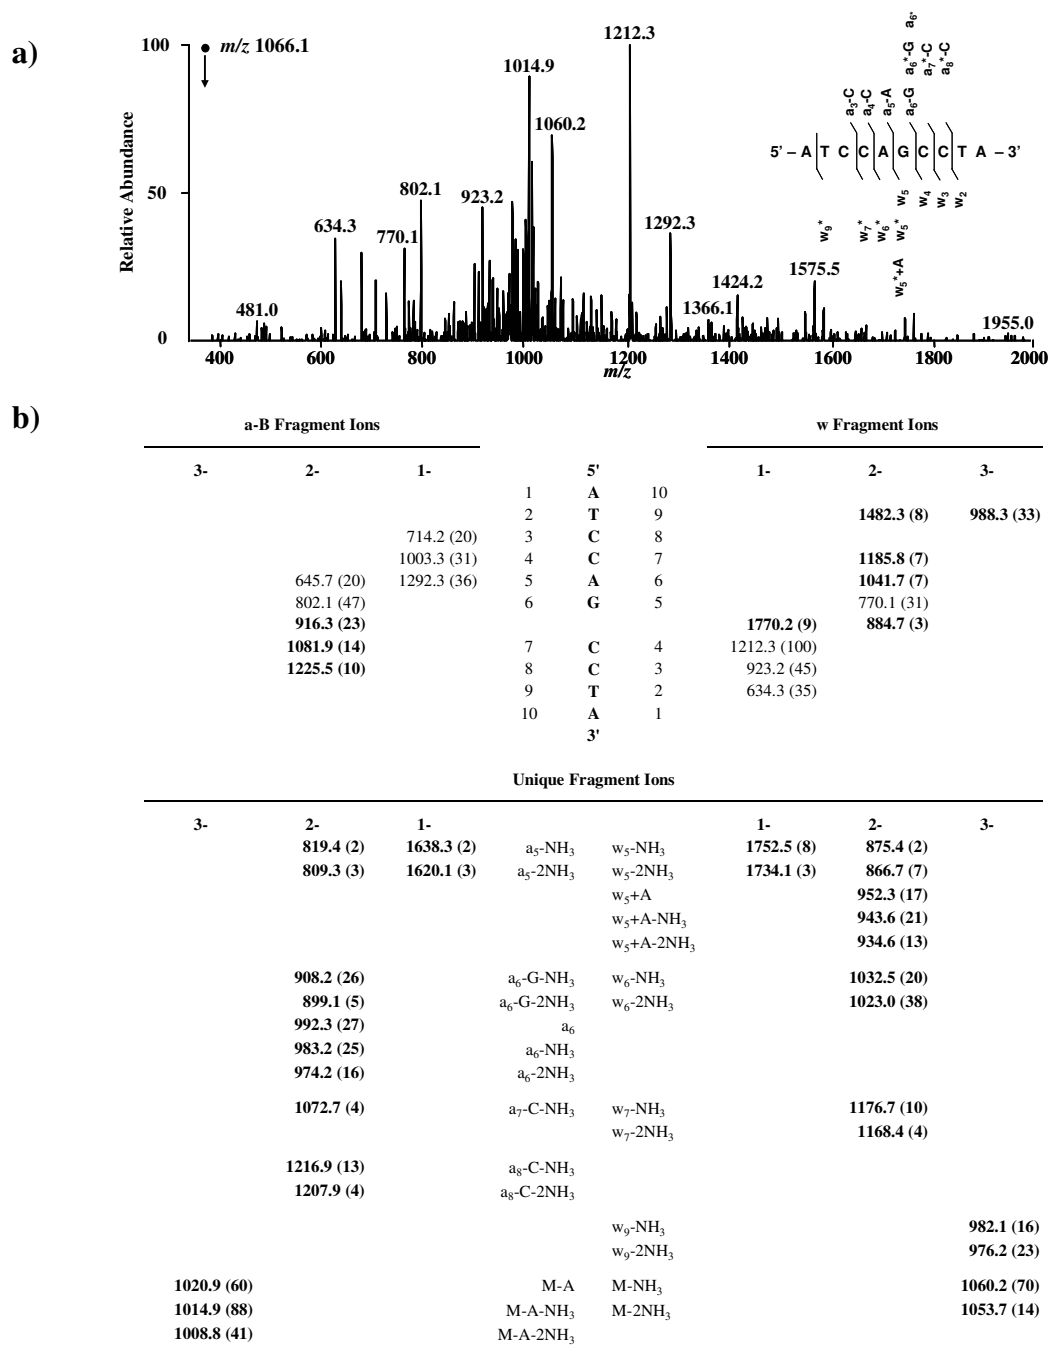 a)
● m/z 1066.1
Relative Abundance
100
50
0
481.0
634.3
770.1
802.1
923.2
1014.9
1060.2
1212.3
1292.3
1366.1
1424.2
1575.5
1955.0
400 600 800 1000 1200 1400 1600 1800 2000
m/z
a6*
a6*-G a7*-C a8*-C
a3-C a4-C a5-A a6-G
5' – A T C C A G C C T A – 3'
w5 w4 w3 w2
w9* w7* w6* w5*
w5*+A
b)
a-B Fragment Ions w Fragment Ions
3- 2- 1- 5' 1- 2- 3-
1 A 10
2 T 9 1482.3 (8) 988.3 (33)
714.2 (20) 3 C 8
1003.3 (31) 4 C 7 1185.8 (7)
645.7 (20) 1292.3 (36) 5 A 6 1041.7 (7)
802.1 (47) 6 G 5 770.1 (31)
916.3 (23) 1770.2 (9) 884.7 (3)
1081.9 (14) 7 C 4 1212.3 (100)
1225.5 (10) 8 C 3 923.2 (45)
9 T 2 634.3 (35)
10 A 1
3'
Unique Fragment Ions
3- 2- 1- 1- 2- 3-
819.4 (2) 1638.3 (2) a5-NH3 w5-NH3 1752.5 (8) 875.4 (2)
809.3 (3) 1620.1 (3) a5-2NH3 w5-2NH3 1734.1 (3) 866.7 (7)
w5+A 952.3 (17)
w5+A-NH3 943.6 (21)
w5+A-2NH3 934.6 (13)
908.2 (26) a6-G-NH3 w6-NH3 1032.5 (20)
899.1 (5) a6-G-2NH3 w6-2NH3 1023.0 (38)
992.3 (27) a6
983.2 (25) a6-NH3
974.2 (16) a6-2NH3
1072.7 (4) a7-C-NH3 w7-NH3 1176.7 (10)
w7-2NH3 1168.4 (4)
1216.9 (13) a8-C-NH3
1207.9 (4) a8-C-2NH3
w9-NH3 982.1 (16)
w9-2NH3 976.2 (23)
1020.9 (60) M-A M-NH3 1060.2 (70)
1014.9 (88) M-A-NH3 M-2NH3 1053.7 (14)
1008.8 (41) M-A-2NH3